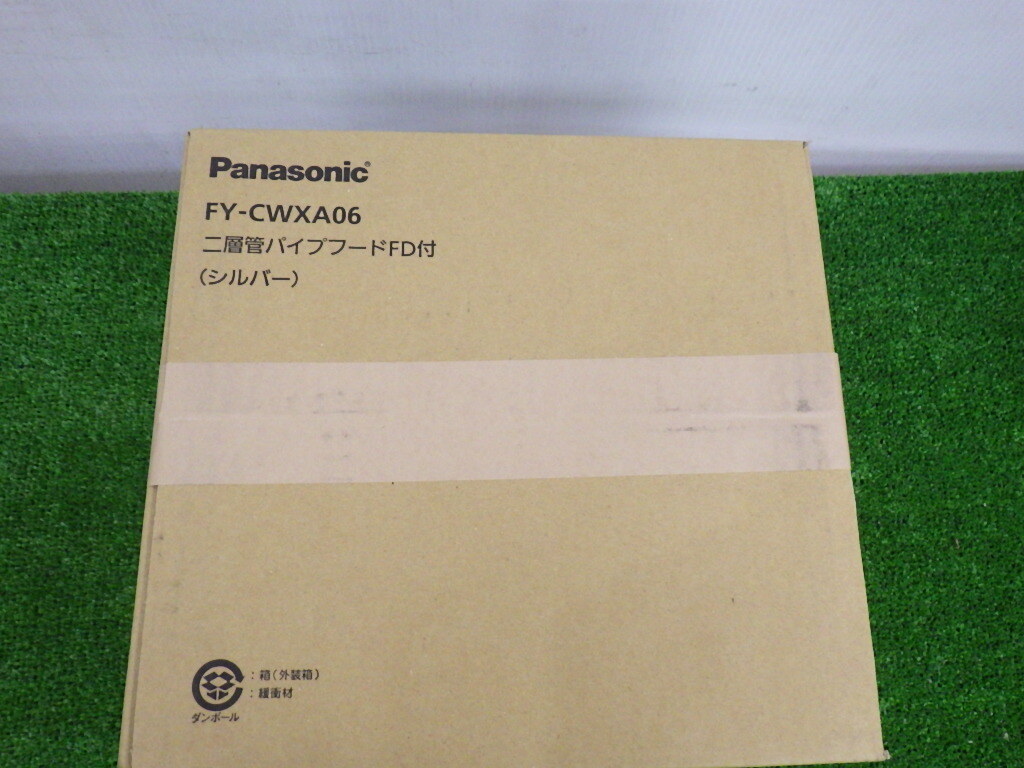 Panasonic®
FY-CWXA06
二層管パイプフードFD付
（シルバー）
：箱（外装箱）
：緩衝材
ダンボール